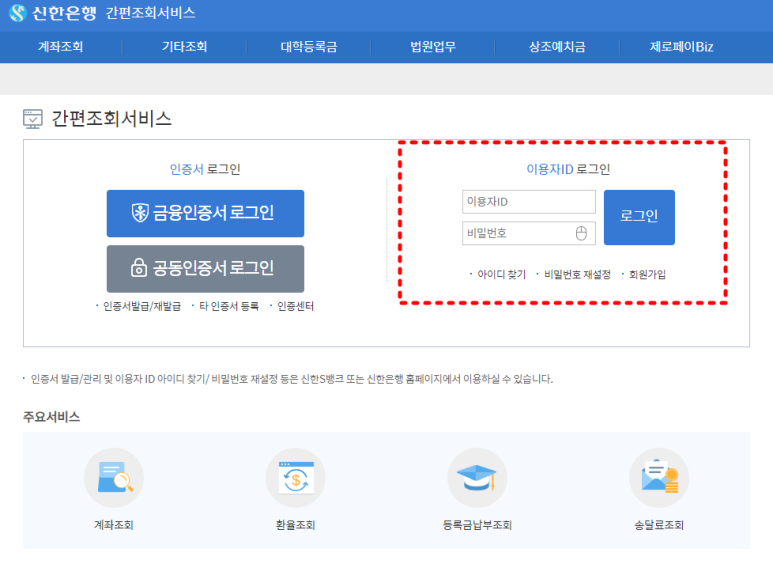 신한은행 간편조회서비스
계좌조회 기타조회 대학등록금 법원업무 상조예치금 제로페이Biz
간편조회서비스
인증서 로그인
금융인증서 로그인
공동인증서 로그인
· 인증서발급/재발급 · 타 인증서 등록 · 인증센터
이용자ID 로그인
이용자ID
비밀번호
로그인
· 아이디 찾기 · 비밀번호 재설정 · 회원가입
· 인증서 발급/관리 및 이용자 ID 아이디 찾기/ 비밀번호 재설정 등은 신한S뱅크 또는 신한은행 홈페이지에서 이용하실 수 있습니다.
주요서비스
계좌조회 환율조회 등록금납부조회 송달료조회